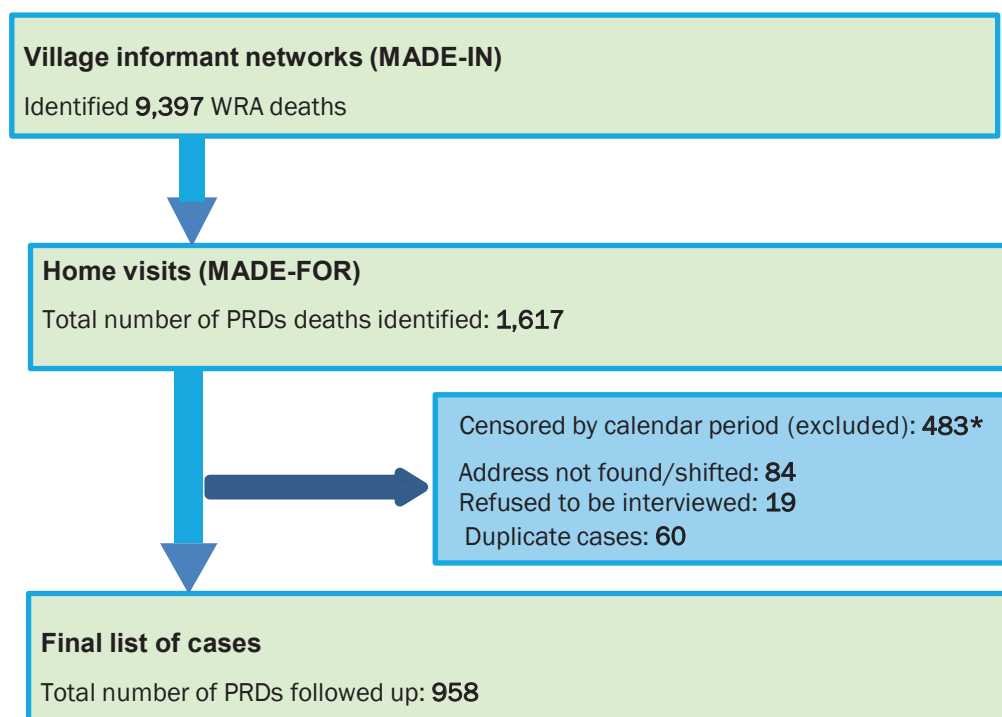 Village informant networks (MADE-IN)
Identified 9,397 WRA deaths
Home visits (MADE-FOR)
Total number of PRDs deaths identified: 1,617
Censored by calendar period (excluded): 483*
Address not found/shifted: 84
Refused to be interviewed: 19
Duplicate cases: 60
Final list of cases
Total number of PRDs followed up: 958